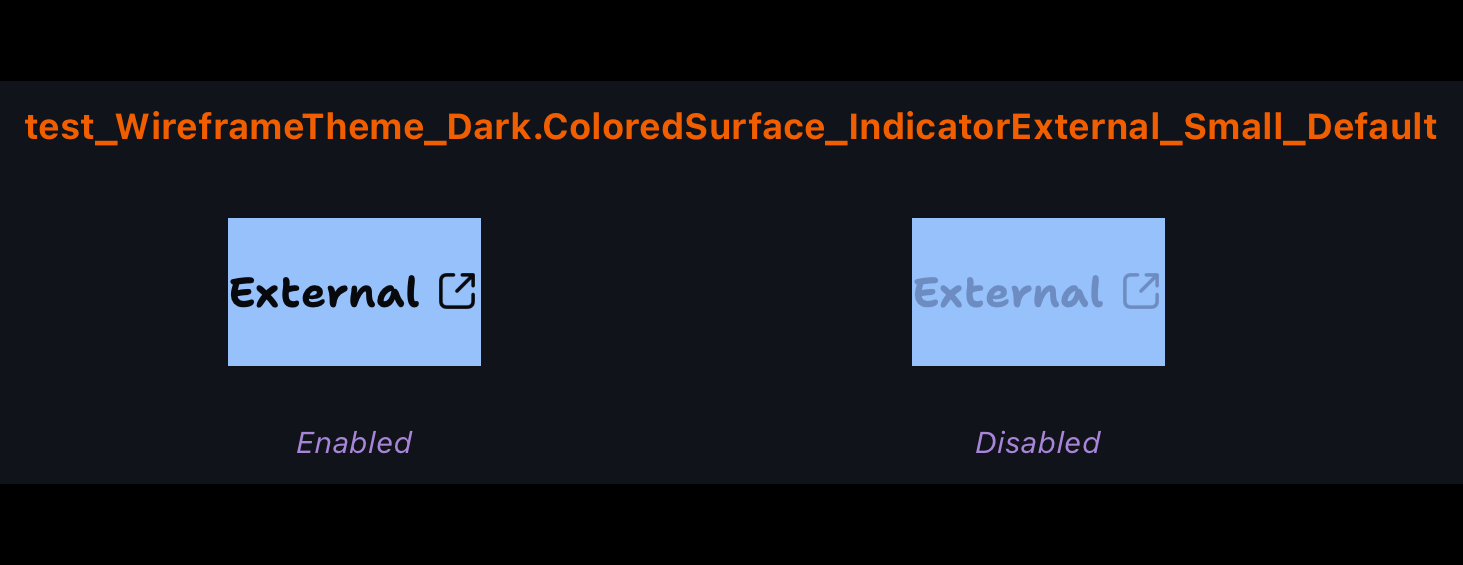 test_WireframeTheme_Dark.ColoredSurface_IndicatorExternal_Small_Default
External External
Enabled Disabled